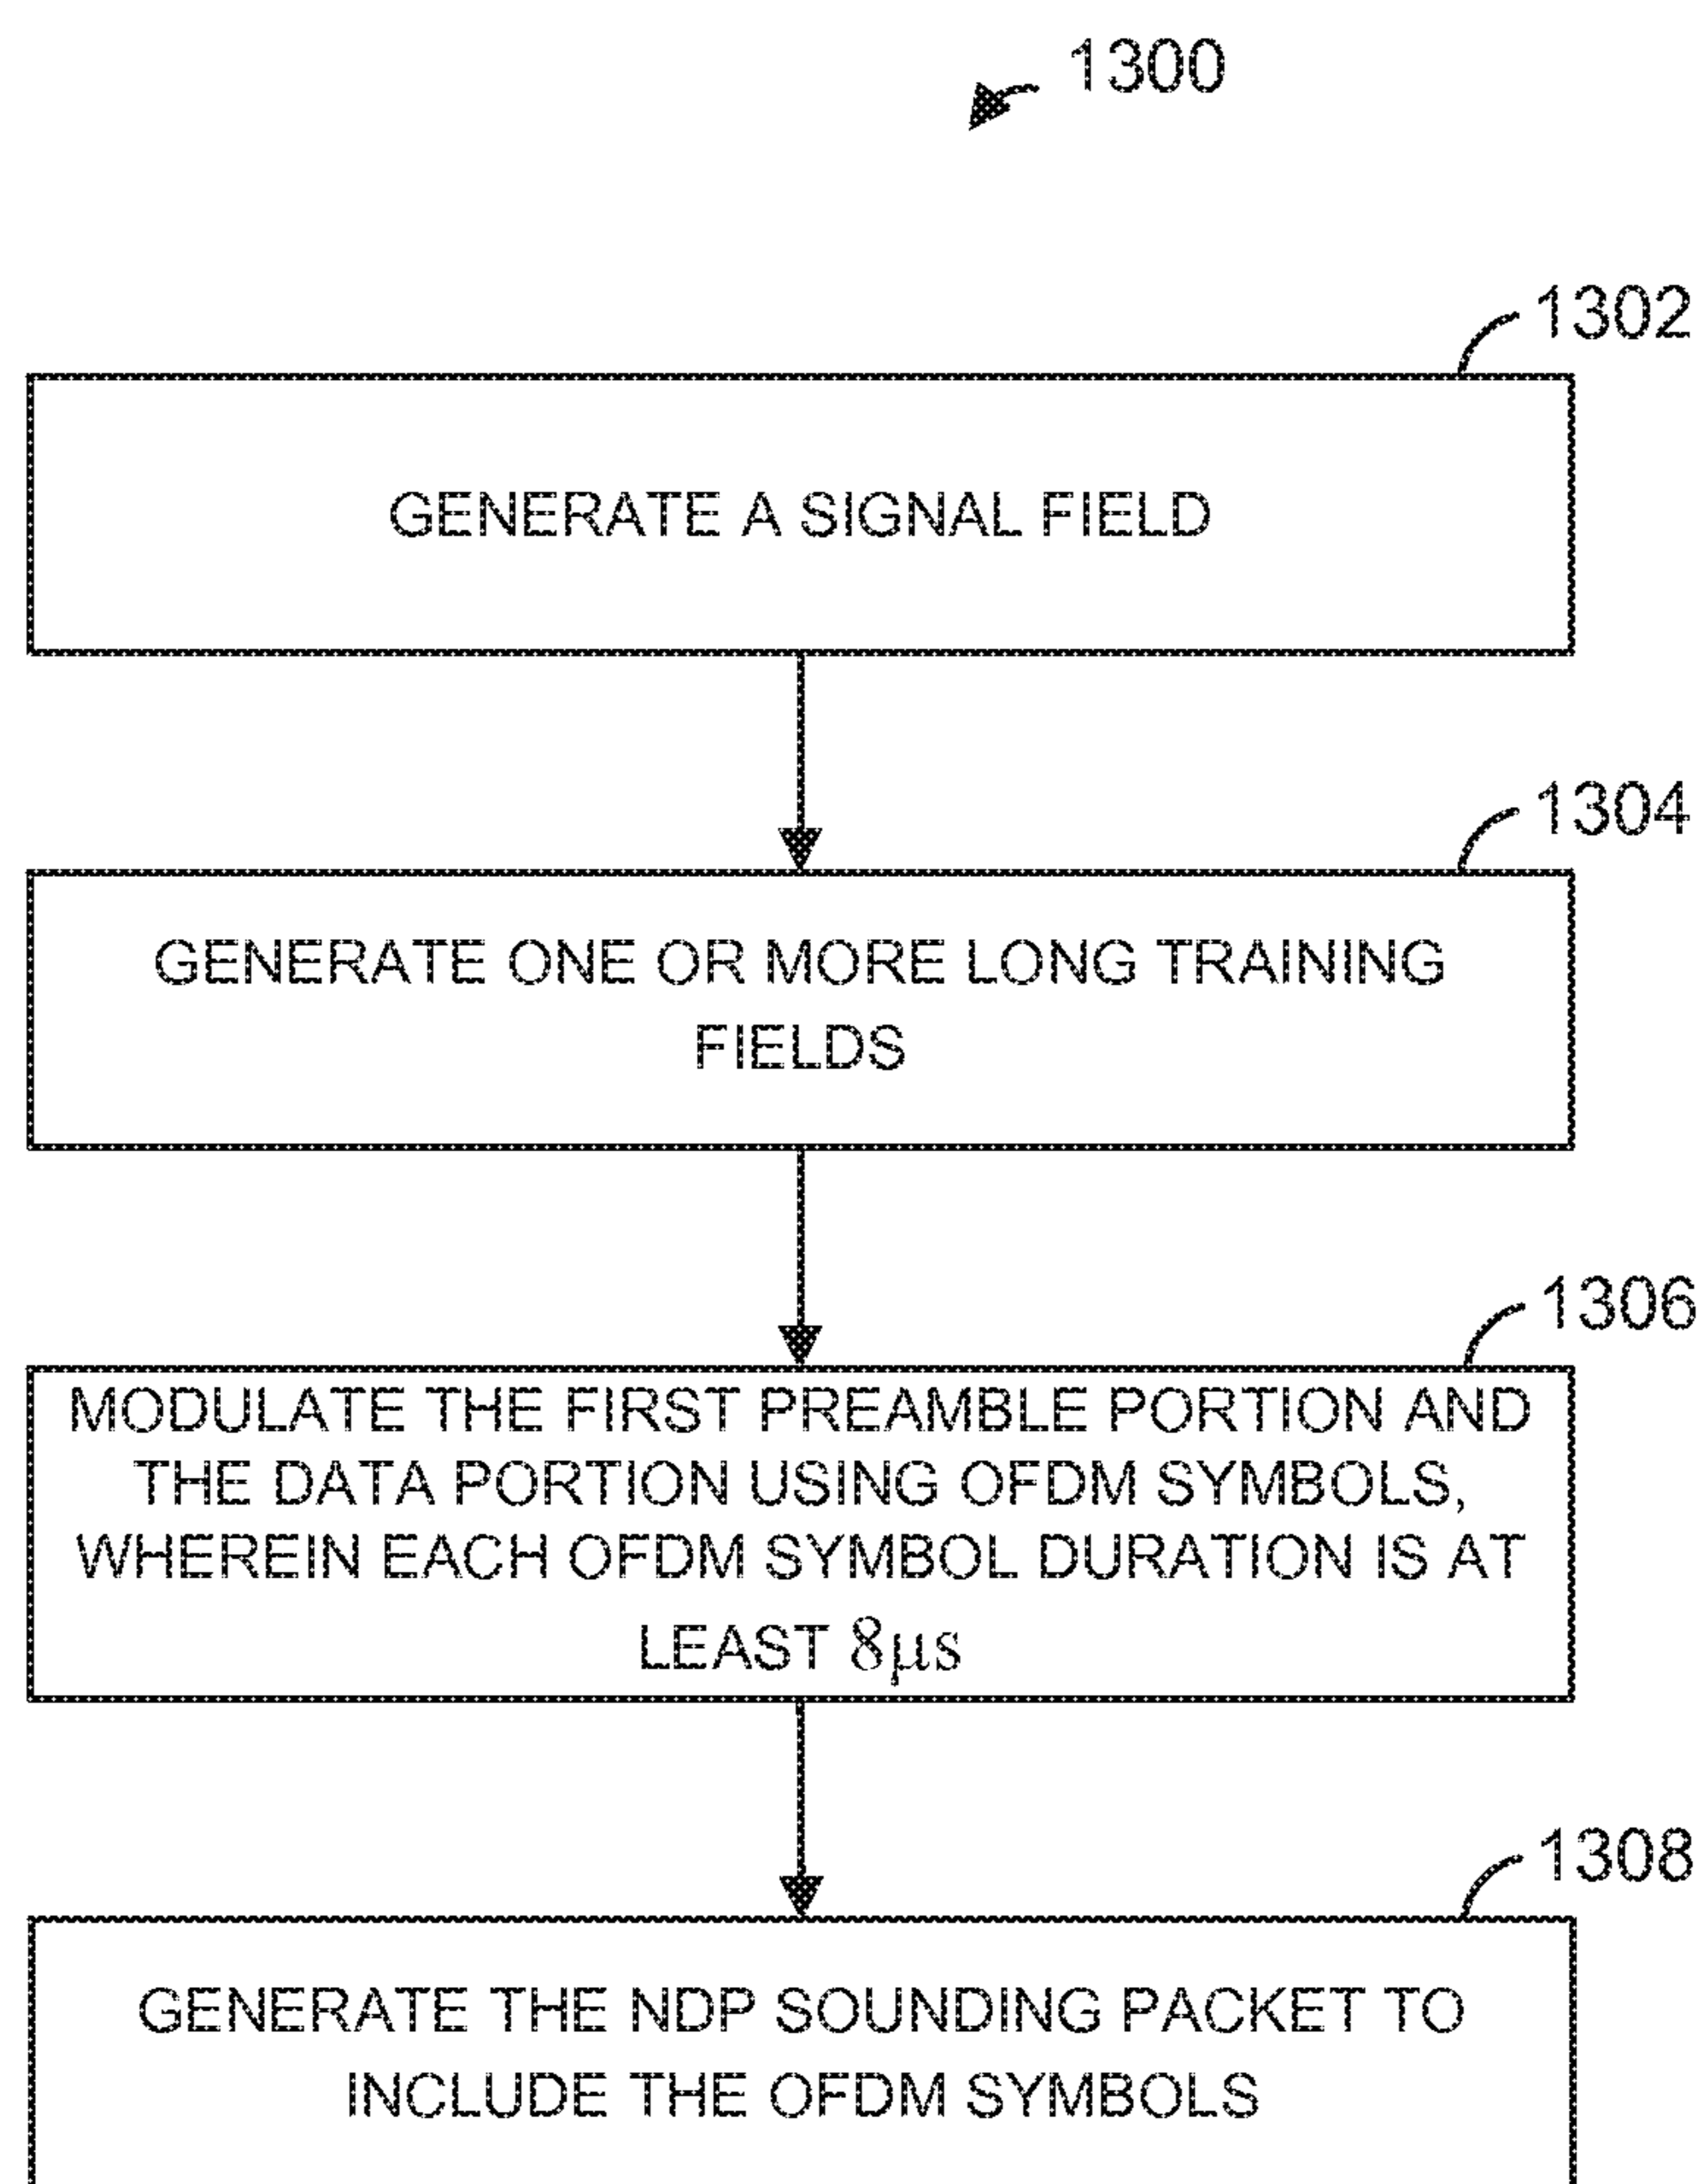 1300
1302
GENERATE A SIGNAL FIELD
1304
GENERATE ONE OR MORE LONG TRAINING
FIELDS
1306
MODULATE THE FIRST PREAMBLE PORTION AND
THE DATA PORTION USING OFDM SYMBOLS,
WHEREIN EACH OFDM SYMBOL DURATION IS AT
LEAST 8μs
1308
GENERATE THE NDP SOUNDING PACKET TO
INCLUDE THE OFDM SYMBOLS